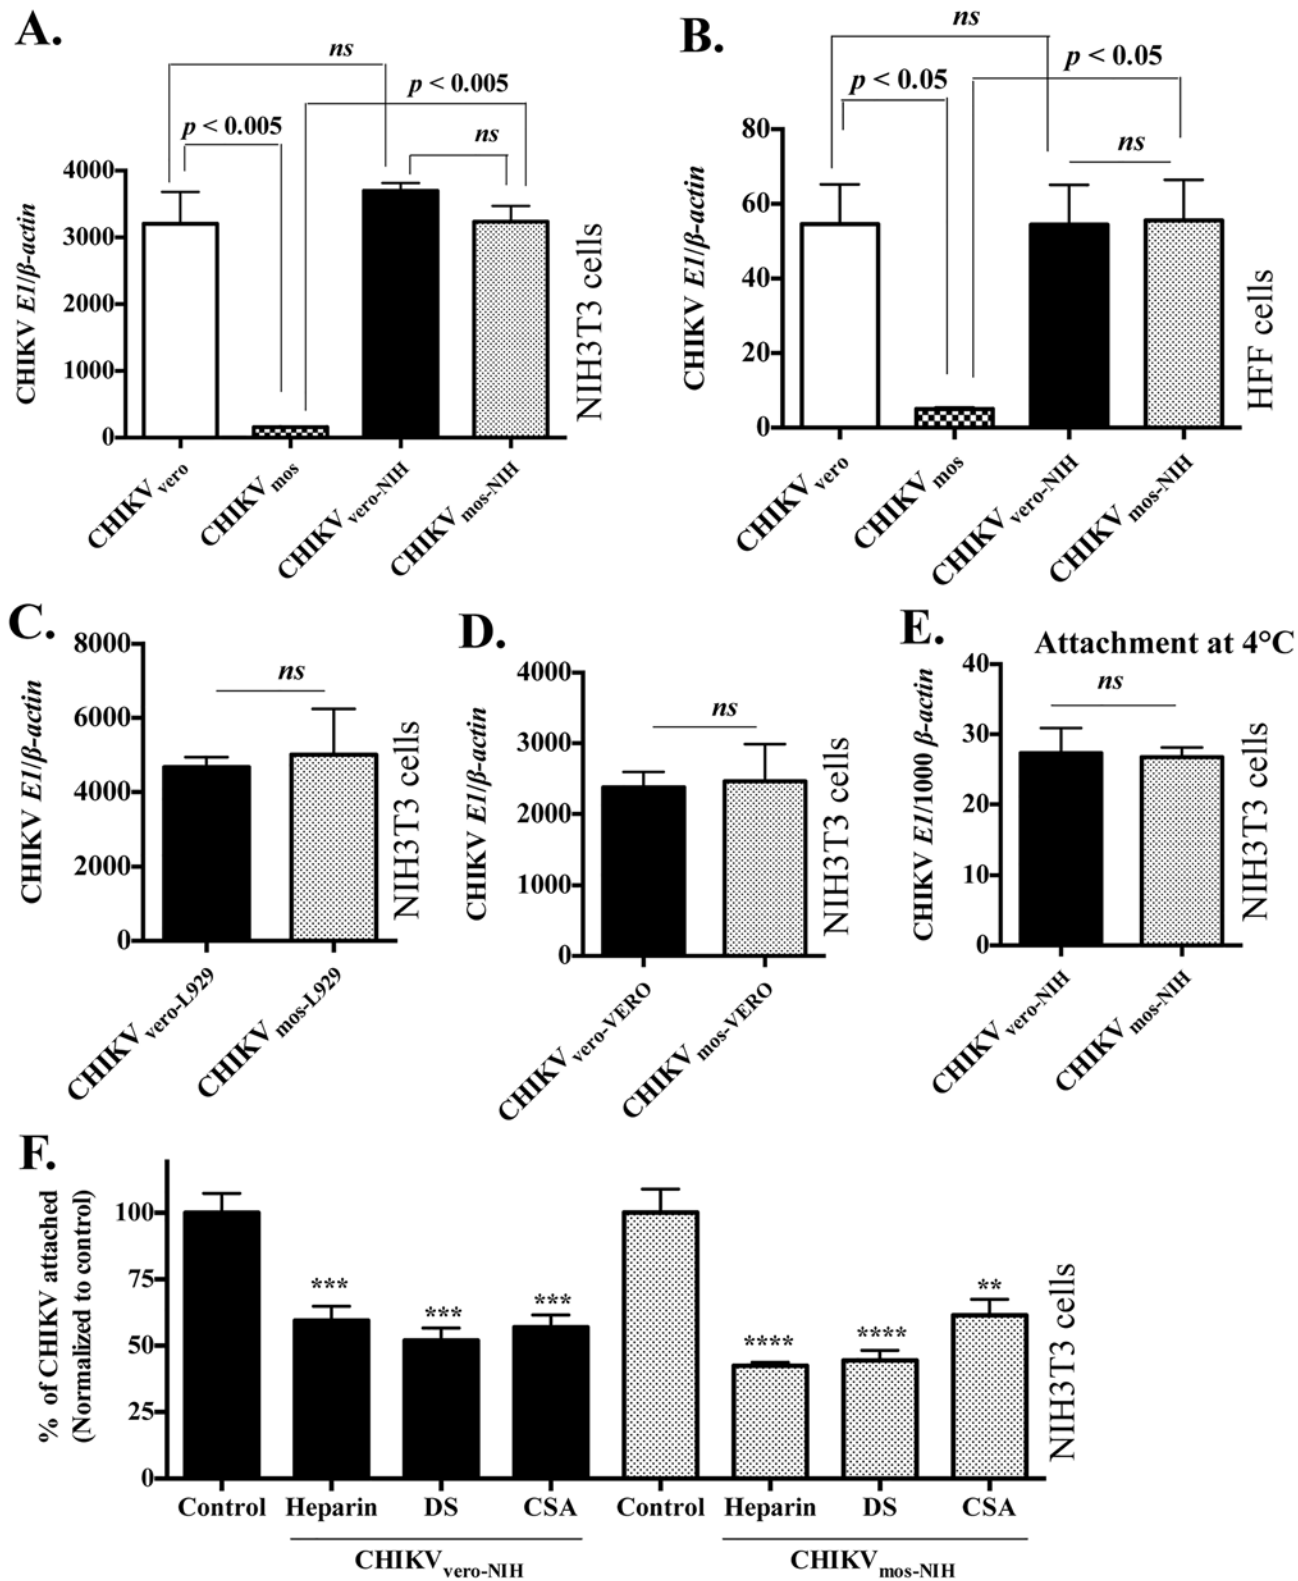 A.
ns
p < 0.005
p < 0.005
ns
CHIKV E1/β-actin
4000
3000
2000
1000
0
NIH3T3 cells
CHIKV vero
CHIKV mos
CHIKV vero-NIH
CHIKV mos-NIH
B.
ns
p < 0.05
p < 0.05
ns
CHIKV E1/β-actin
80
60
40
20
0
HFF cells
CHIKV vero
CHIKV mos
CHIKV vero-NIH
CHIKV mos-NIH
C.
ns
CHIKV E1/β-actin
8000
6000
4000
2000
0
NIH3T3 cells
CHIKV vero-L929
CHIKV mos-L929
D.
ns
CHIKV E1/β-actin
4000
3000
2000
1000
0
NIH3T3 cells
CHIKV vero-VERO
CHIKV mos-VERO
E.
Attachment at 4°C
ns
CHIKV E1/1000 β-actin
40
30
20
10
0
NIH3T3 cells
CHIKV vero-NIH
CHIKV mos-NIH
F.
% of CHIKV attached
(Normalized to control)
100
75
50
25
0
*** *** *** **** **** **
NIH3T3 cells
Control Heparin DS CSA Control Heparin DS CSA
CHIKVvero-NIH CHIKVmos-NIH